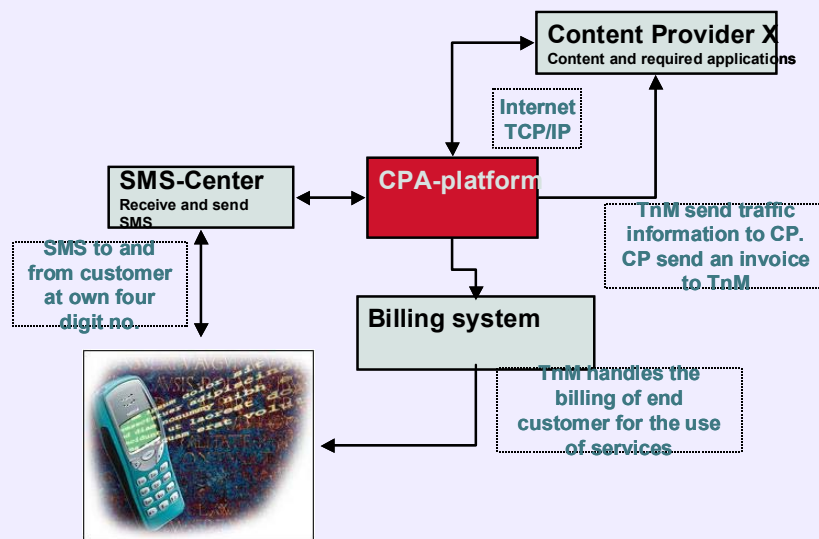 Content Provider X
Content and required applications
Internet
TCP/IP
SMS-Center
Receive and send
SMS
CPA-platform
SMS to and
from customer
at own four
digit no.
TnM send traffic
information to CP.
CP send an invoice
to TnM
Billing system
TnM handles the
billing of end
customer for the use
of services